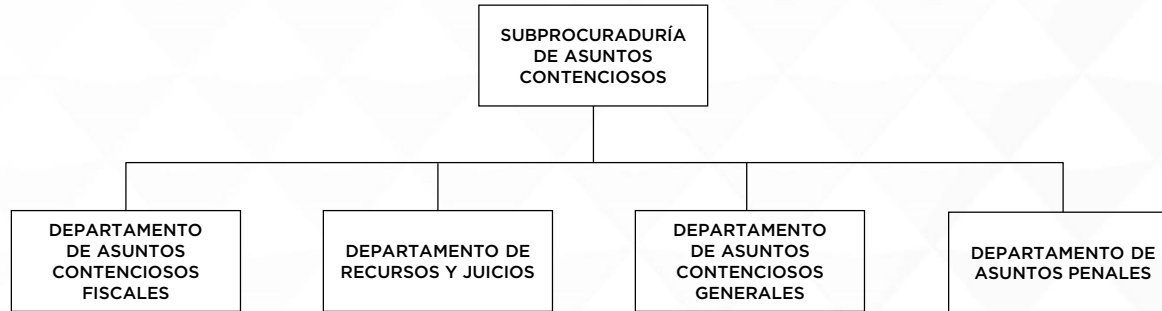 SUBPROCURADURÍA
DE ASUNTOS
CONTENCIOSOS
DEPARTAMENTO
DE ASUNTOS
CONTENCIOSOS
FISCALES
DEPARTAMENTO DE
RECURSOS Y JUICIOS
DEPARTAMENTO
DE ASUNTOS
CONTENCIOSOS
GENERALES
DEPARTAMENTO DE
ASUNTOS PENALES